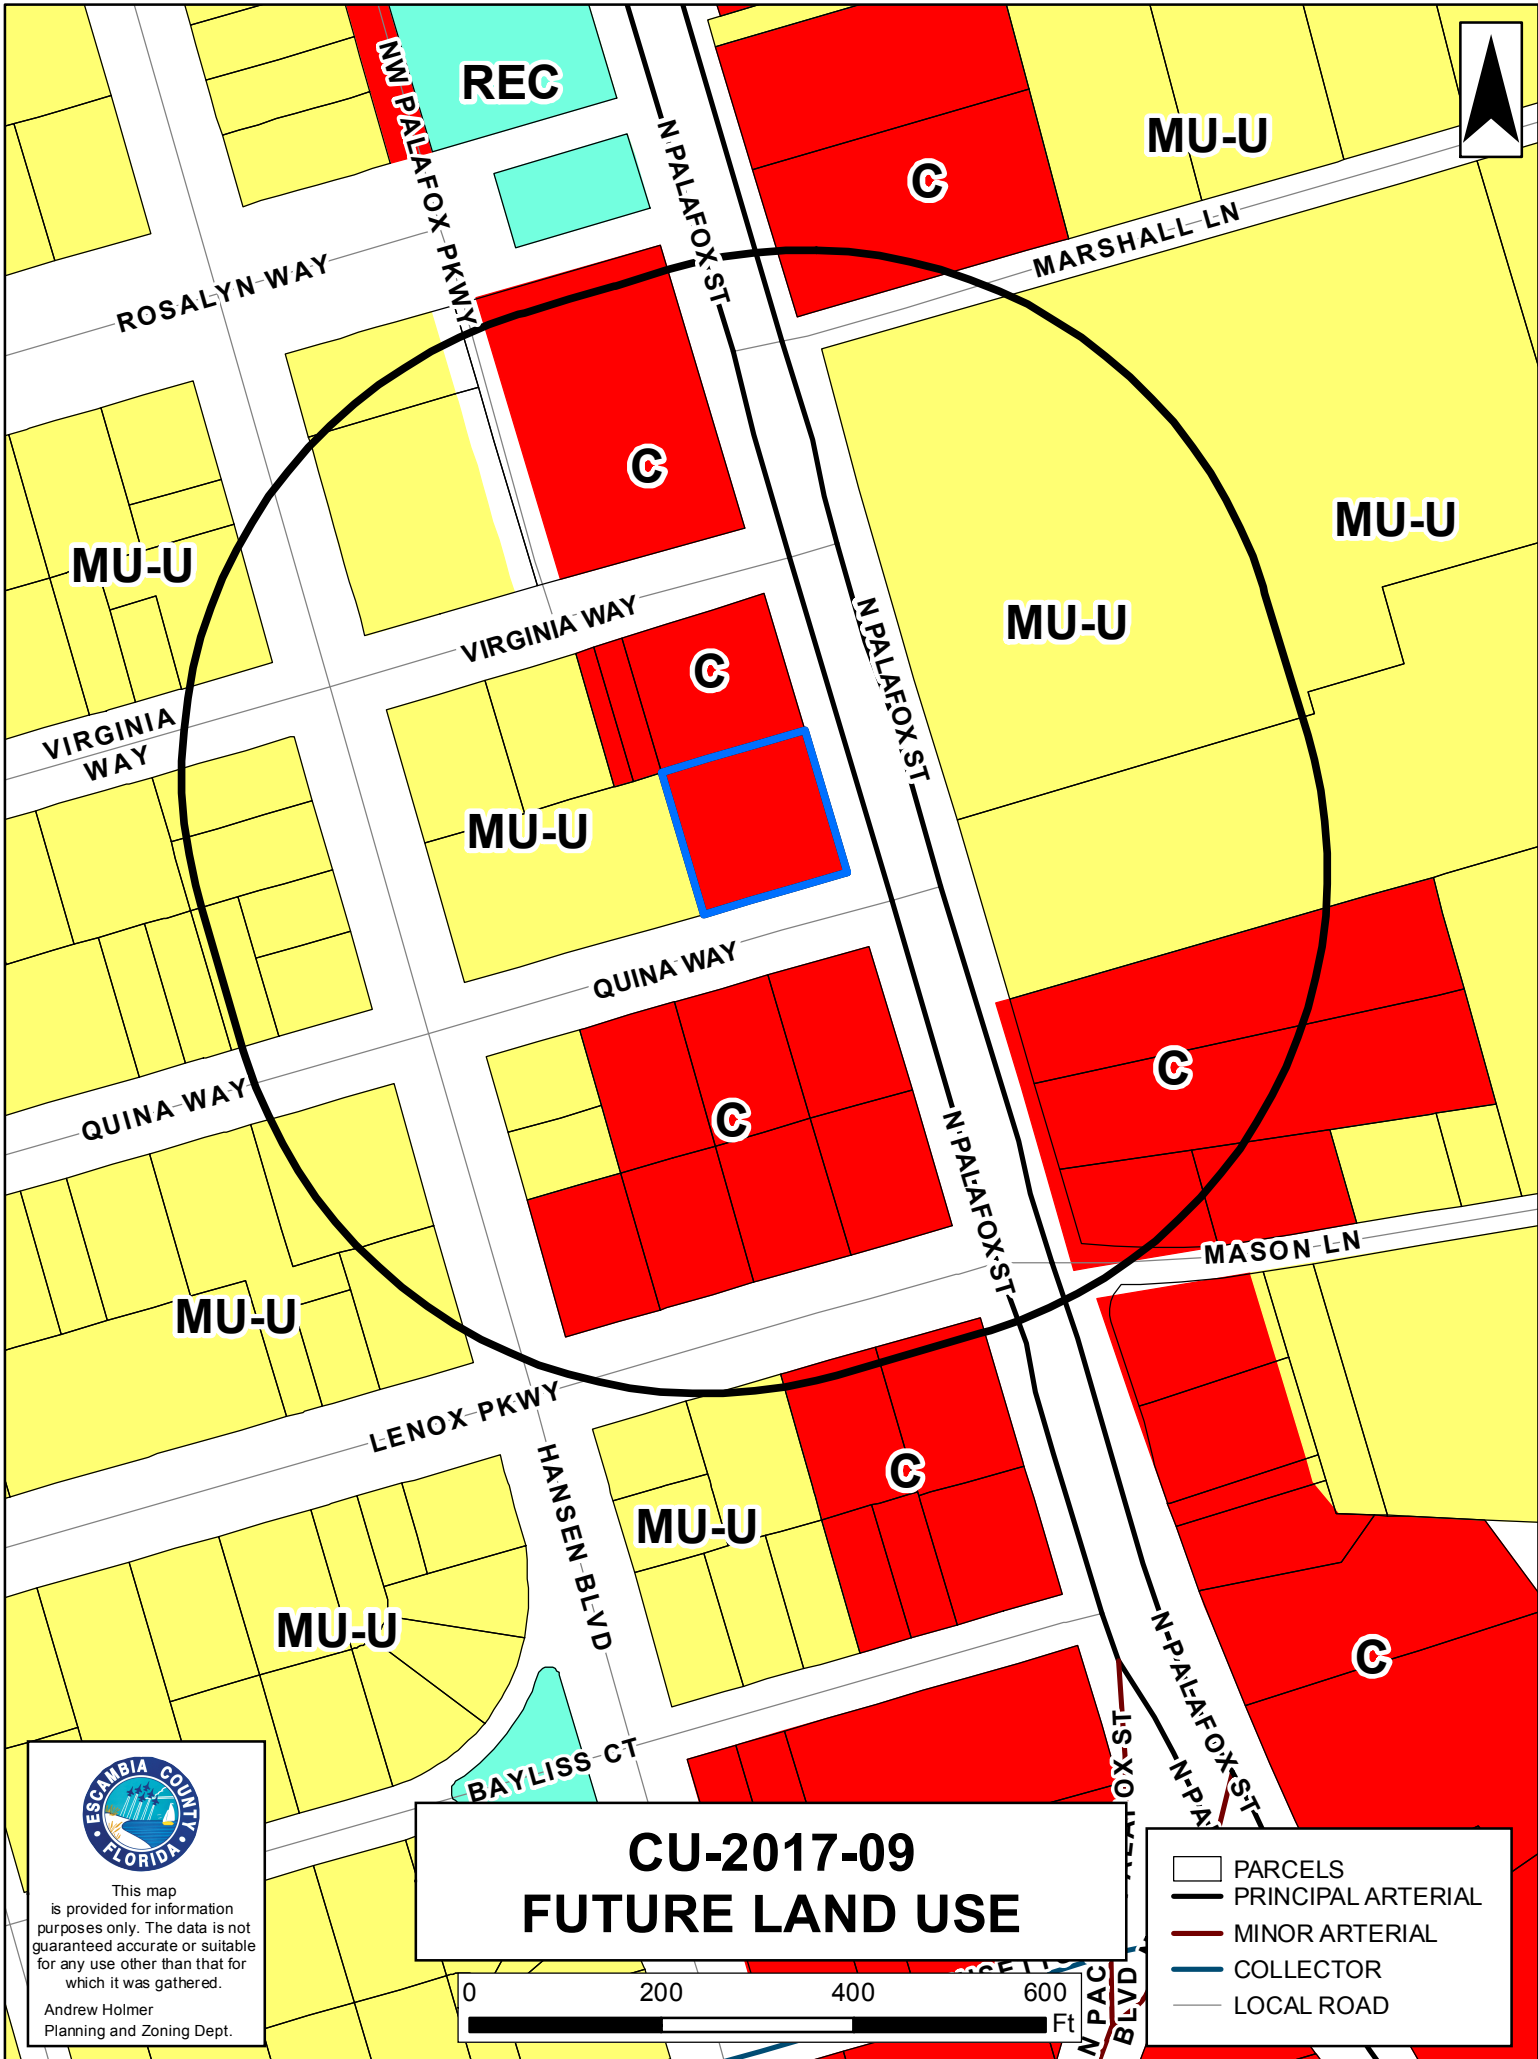 NW PALAFOX PKWY
REC
N PALAFOX ST
MU-U
C
MARSHALL LN
ROSALYN WAY
C
MU-U
MU-U
MU-U
VIRGINIA WAY
N PALAFOX ST
C
VIRGINIA
WAY
MU-U
QUINA WAY
C
C
QUINA WAY
N PALAFOX ST
MASON LN
MU-U
LENOX PKWY
HANSEN BLVD
C
MU-U
MU-U
N PALAFOX ST
C
BAYLISS CT
ESCAMBIA COUNTY
FLORIDA
This map
is provided for information
purposes only. The data is not
guaranteed accurate or suitable
for any use other than that for
which it was gathered.
Andrew Holmer
Planning and Zoning Dept.
CU-2017-09
FUTURE LAND USE
0 200 400 600
Ft
N PAC
BLVD
PARCELS
PRINCIPAL ARTERIAL
MINOR ARTERIAL
COLLECTOR
LOCAL ROAD